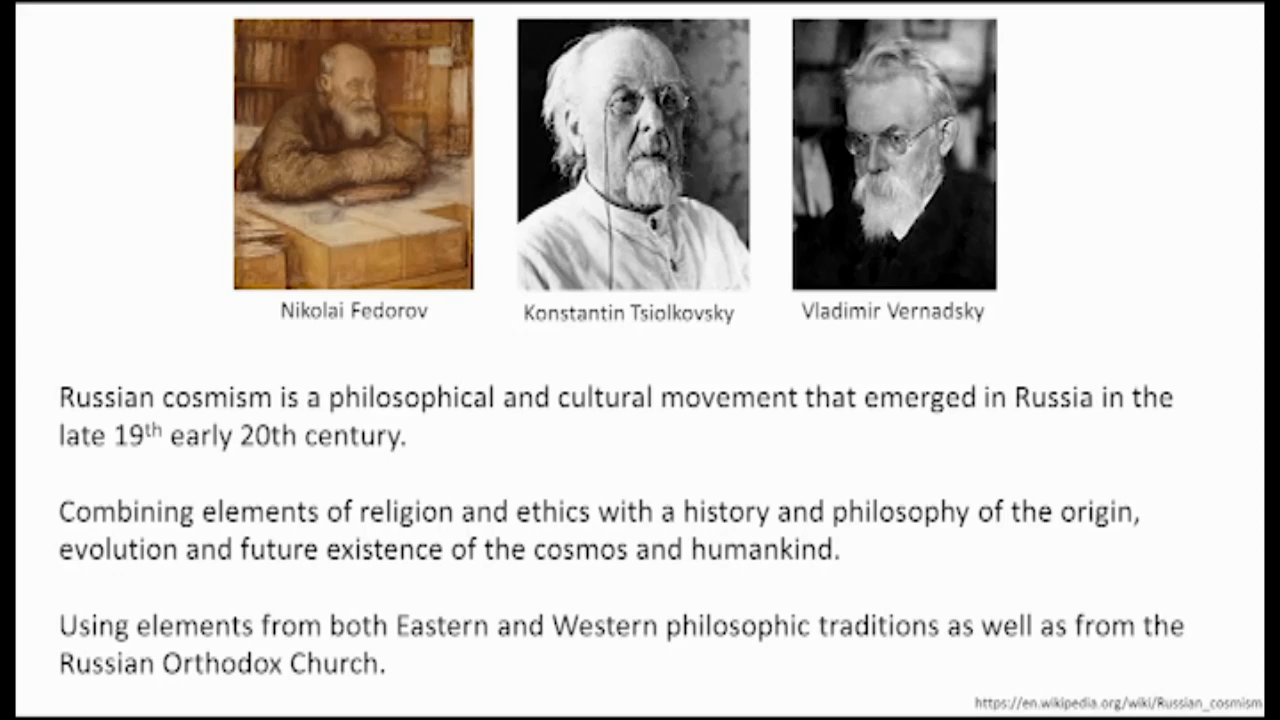 Nikolai Fedorov
Konstantin Tsiolkovsky
Vladimir Vernadsky
Russian cosmism is a philosophical and cultural movement that emerged in Russia in the
late 19th early 20th century.
Combining elements of religion and ethics with a history and philosophy of the origin,
evolution and future existence of the cosmos and humankind.
Using elements from both Eastern and Western philosophic traditions as well as from the
Russian Orthodox Church.
https://en.wikipedia.org/wiki/Russian_cosmism